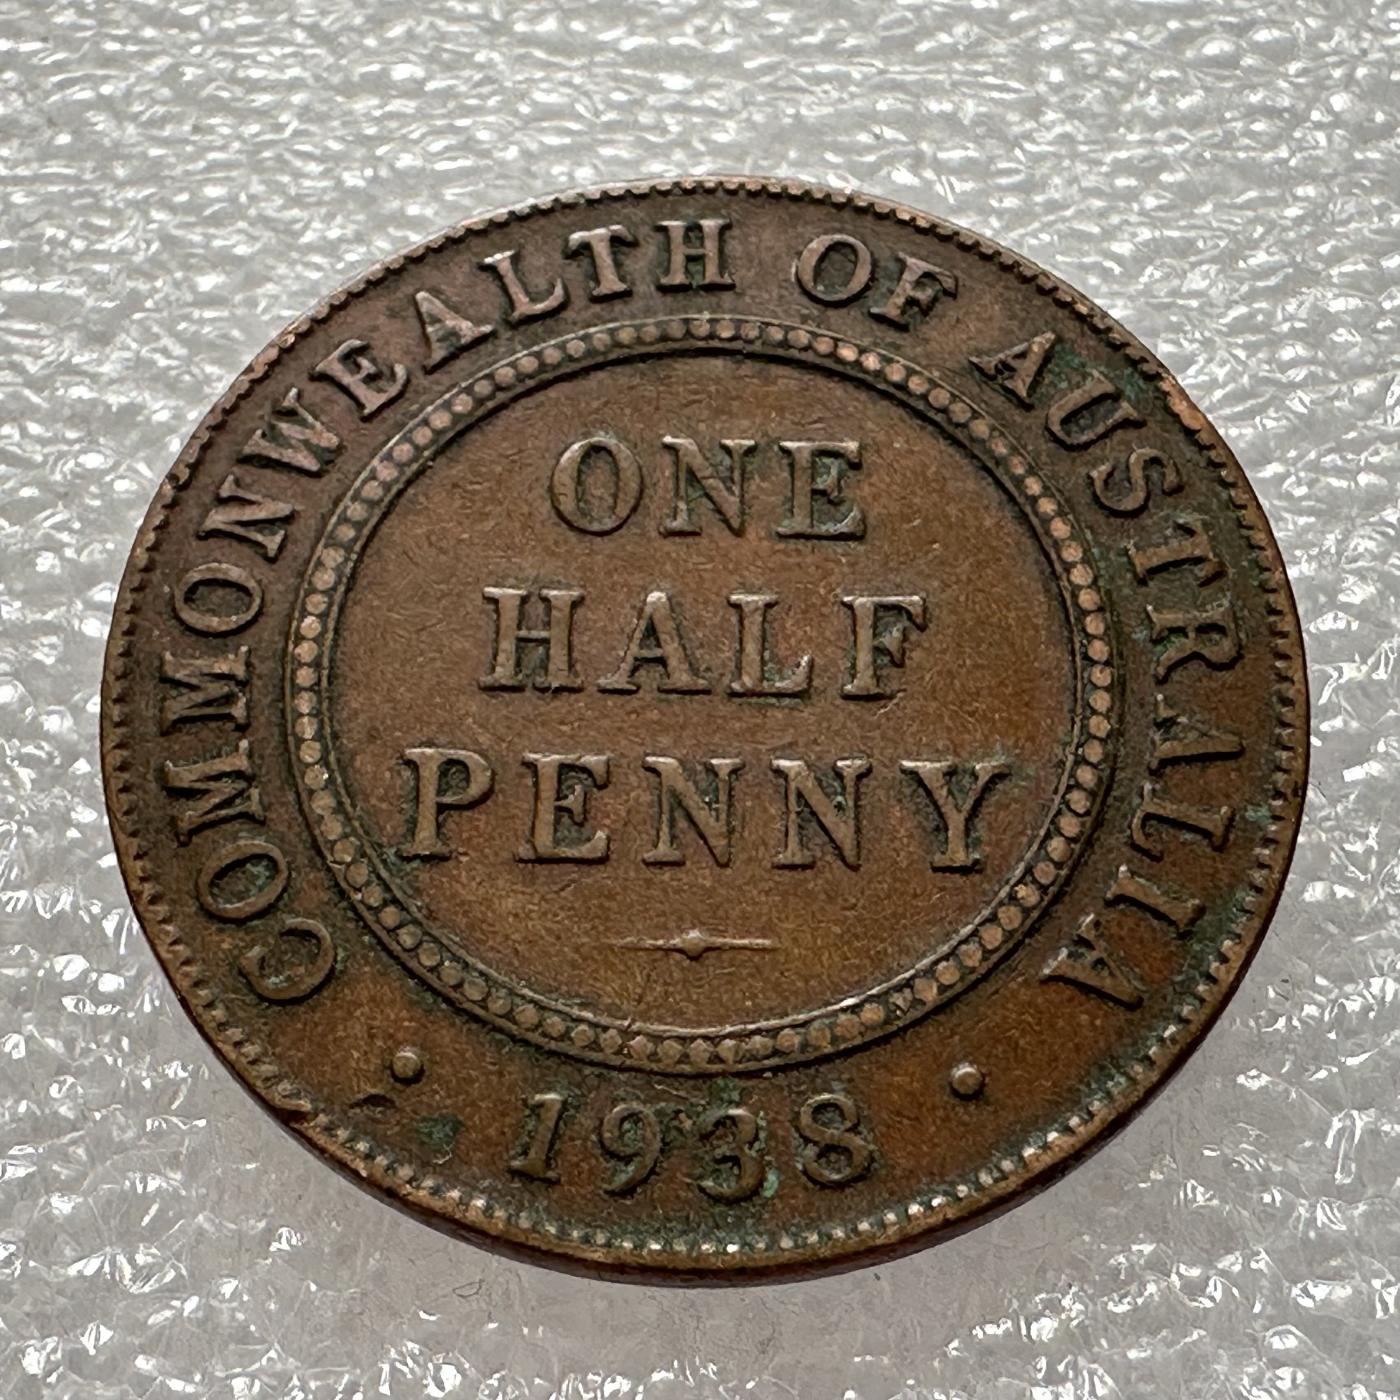 COMMONWEALTH OF AUSTRALIA
ONE
HALF
PENNY
1938